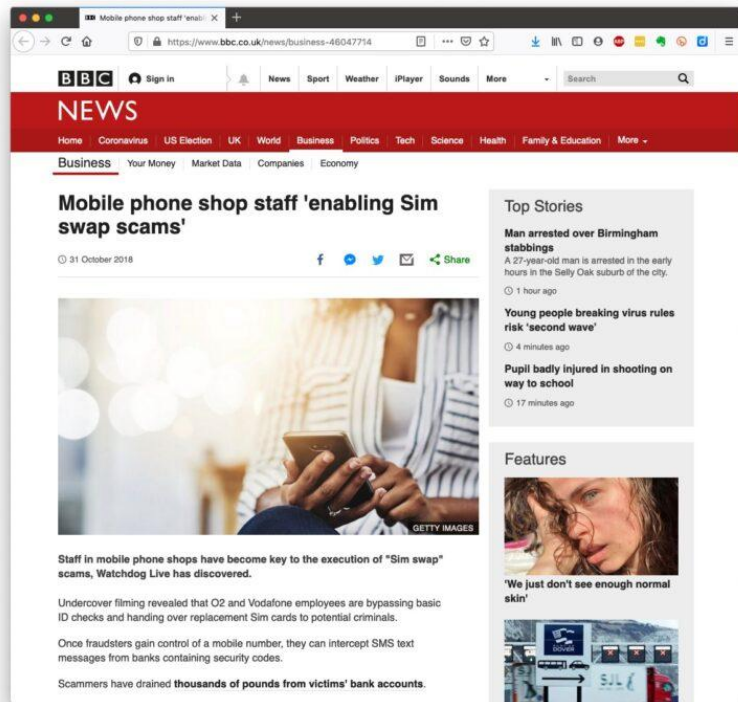 Mobile phone shop staff 'enabli
https://www.bbc.co.uk/news/business-46047714
BBC
Sign in
News
Sport
Weather
iPlayer
Sounds
More
Search
NEWS
Home
Coronavirus
US Election
UK
World
Business
Politics
Tech
Science
Health
Family & Education
More
Business
Your Money
Market Data
Companies
Economy
Mobile phone shop staff 'enabling Sim
swap scams'
31 October 2018
Share
GETTY IMAGES
Staff in mobile phone shops have become key to the execution of "Sim swap"
scams, Watchdog Live has discovered.
Undercover filming revealed that O2 and Vodafone employees are bypassing basic
ID checks and handing over replacement Sim cards to potential criminals.
Once fraudsters gain control of a mobile number, they can intercept SMS text
messages from banks containing security codes.
Scammers have drained thousands of pounds from victims' bank accounts.
Top Stories
Man arrested over Birmingham
stabbings
A 27-year-old man is arrested in the early
hours in the Selly Oak suburb of the city.
1 hour ago
Young people breaking virus rules
risk 'second wave'
4 minutes ago
Pupil badly injured in shooting on
way to school
17 minutes ago
Features
'We just don't see enough normal
skin'
DOVER
SJL